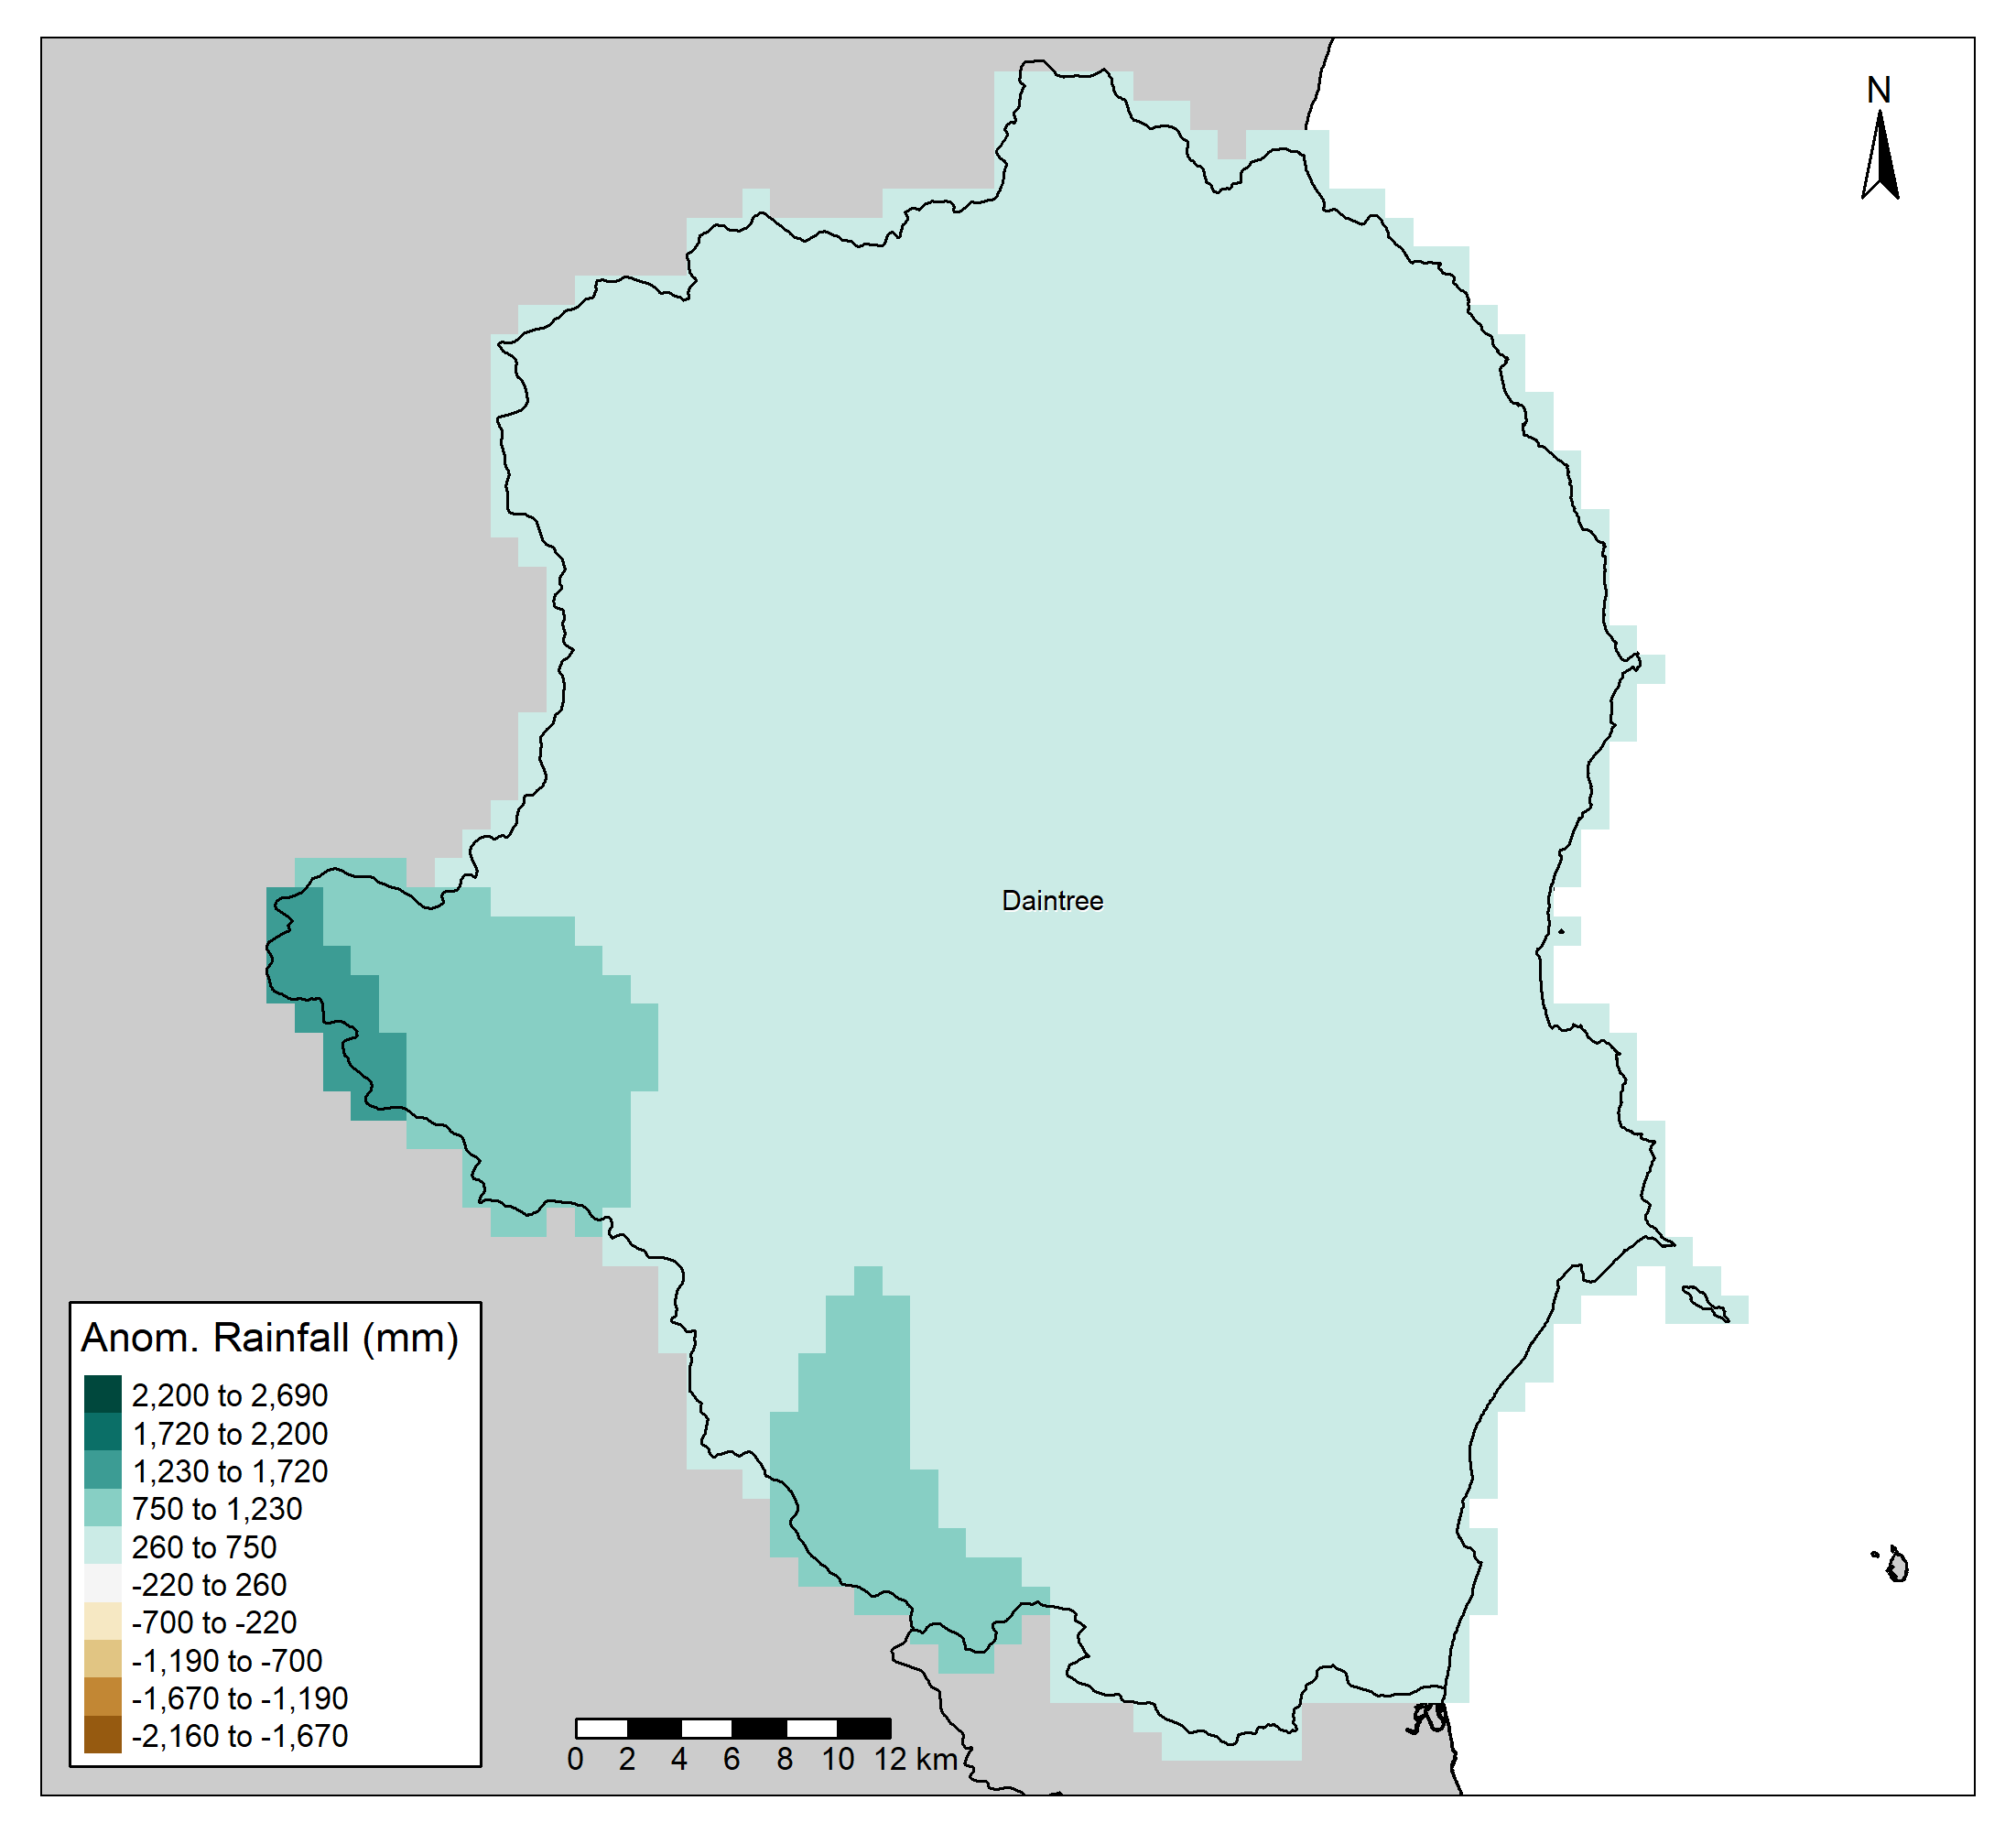 N
Daintree
Anom. Rainfall (mm)
2,200 to 2,690
1,720 to 2,200
1,230 to 1,720
750 to 1,230
260 to 750
-220 to 260
-700 to -220
-1,190 to -700
-1,670 to -1,190
-2,160 to -1,670
0 2 4 6 8 10 12 km